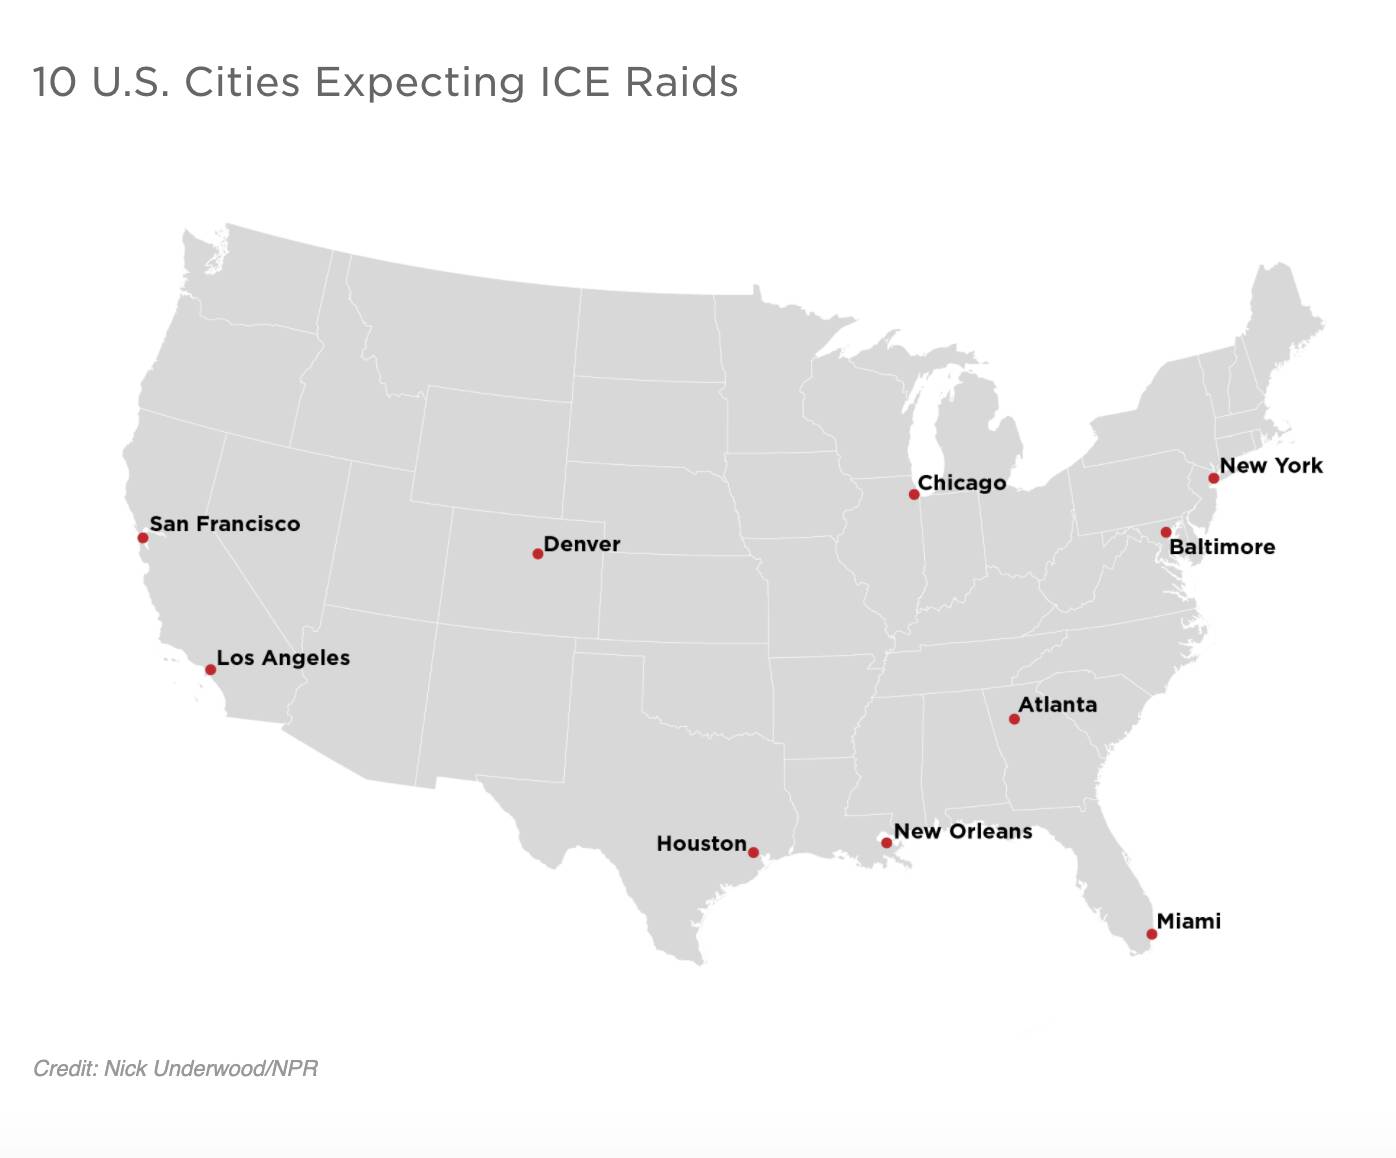 10 U.S. Cities Expecting ICE Raids
New York
Chicago
San Francisco
Denver
Baltimore
Los Angeles
Atlanta
New Orleans
Houston
Miami
Credit: Nick Underwood/NPR